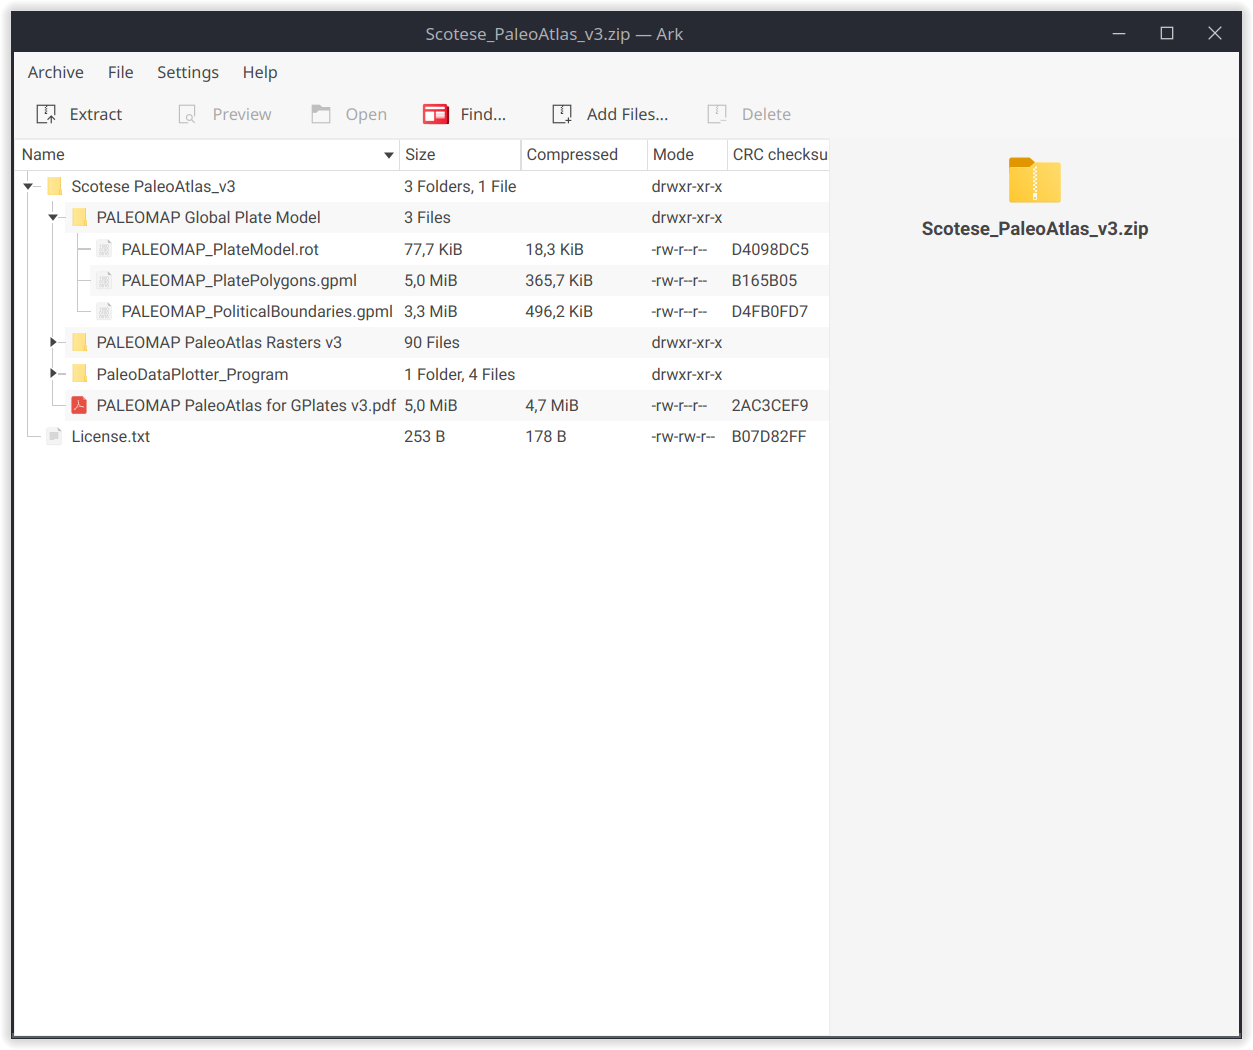 Scotese_PaleoAtlas_v3.zip — Ark
Archive File Settings Help
Extract Preview Open Find... Add Files... Delete
Name Size Compressed Mode CRC checksu
Scotese PaleoAtlas_v3 3 Folders, 1 File drwxr-xr-x
PALEOMAP Global Plate Model 3 Files drwxr-xr-x
PALEOMAP_PlateModel.rot 77,7 KiB 18,3 KiB -rw-r--r-- D4098DC5
PALEOMAP_PlatePolygons.gpml 5,0 MiB 365,7 KiB -rw-r--r-- B165B05
PALEOMAP_PoliticalBoundaries.gpml 3,3 MiB 496,2 KiB -rw-r--r-- D4FB0FD7
PALEOMAP PaleoAtlas Rasters v3 90 Files drwxr-xr-x
PaleoDataPlotter_Program 1 Folder, 4 Files drwxr-xr-x
PALEOMAP PaleoAtlas for GPlates v3.pdf 5,0 MiB 4,7 MiB -rw-r--r-- 2AC3CEF9
License.txt 253 B 178 B -rw-rw-r-- B07D82FF
Scotese_PaleoAtlas_v3.zip